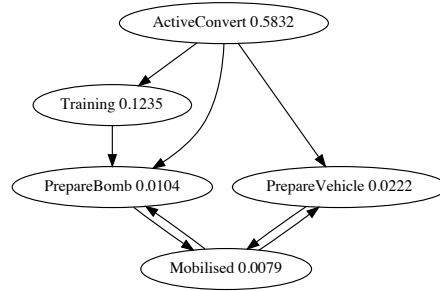 ActiveConvert 0.5832
Training 0.1235
PrepareBomb 0.0104
PrepareVehicle 0.0222
Mobilised 0.0079